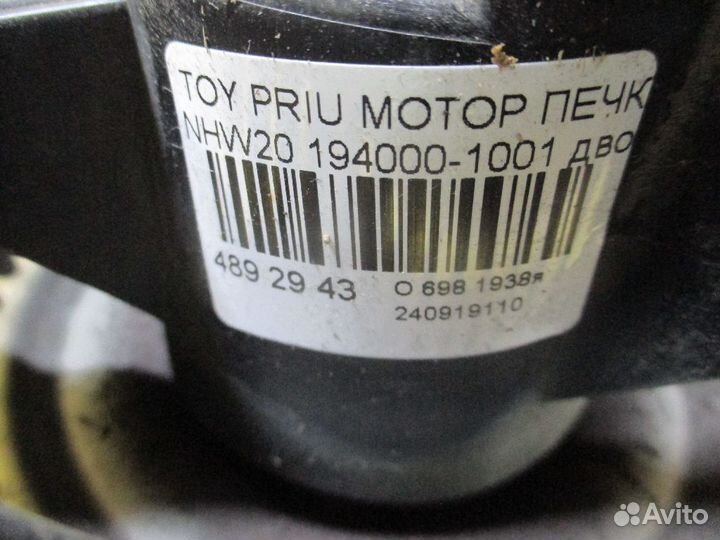 TOY PRIU МОТОР ПЕЧК
NHW20 194000-1001 дво
489 29 43
О 698 1938я
240919110
Avito